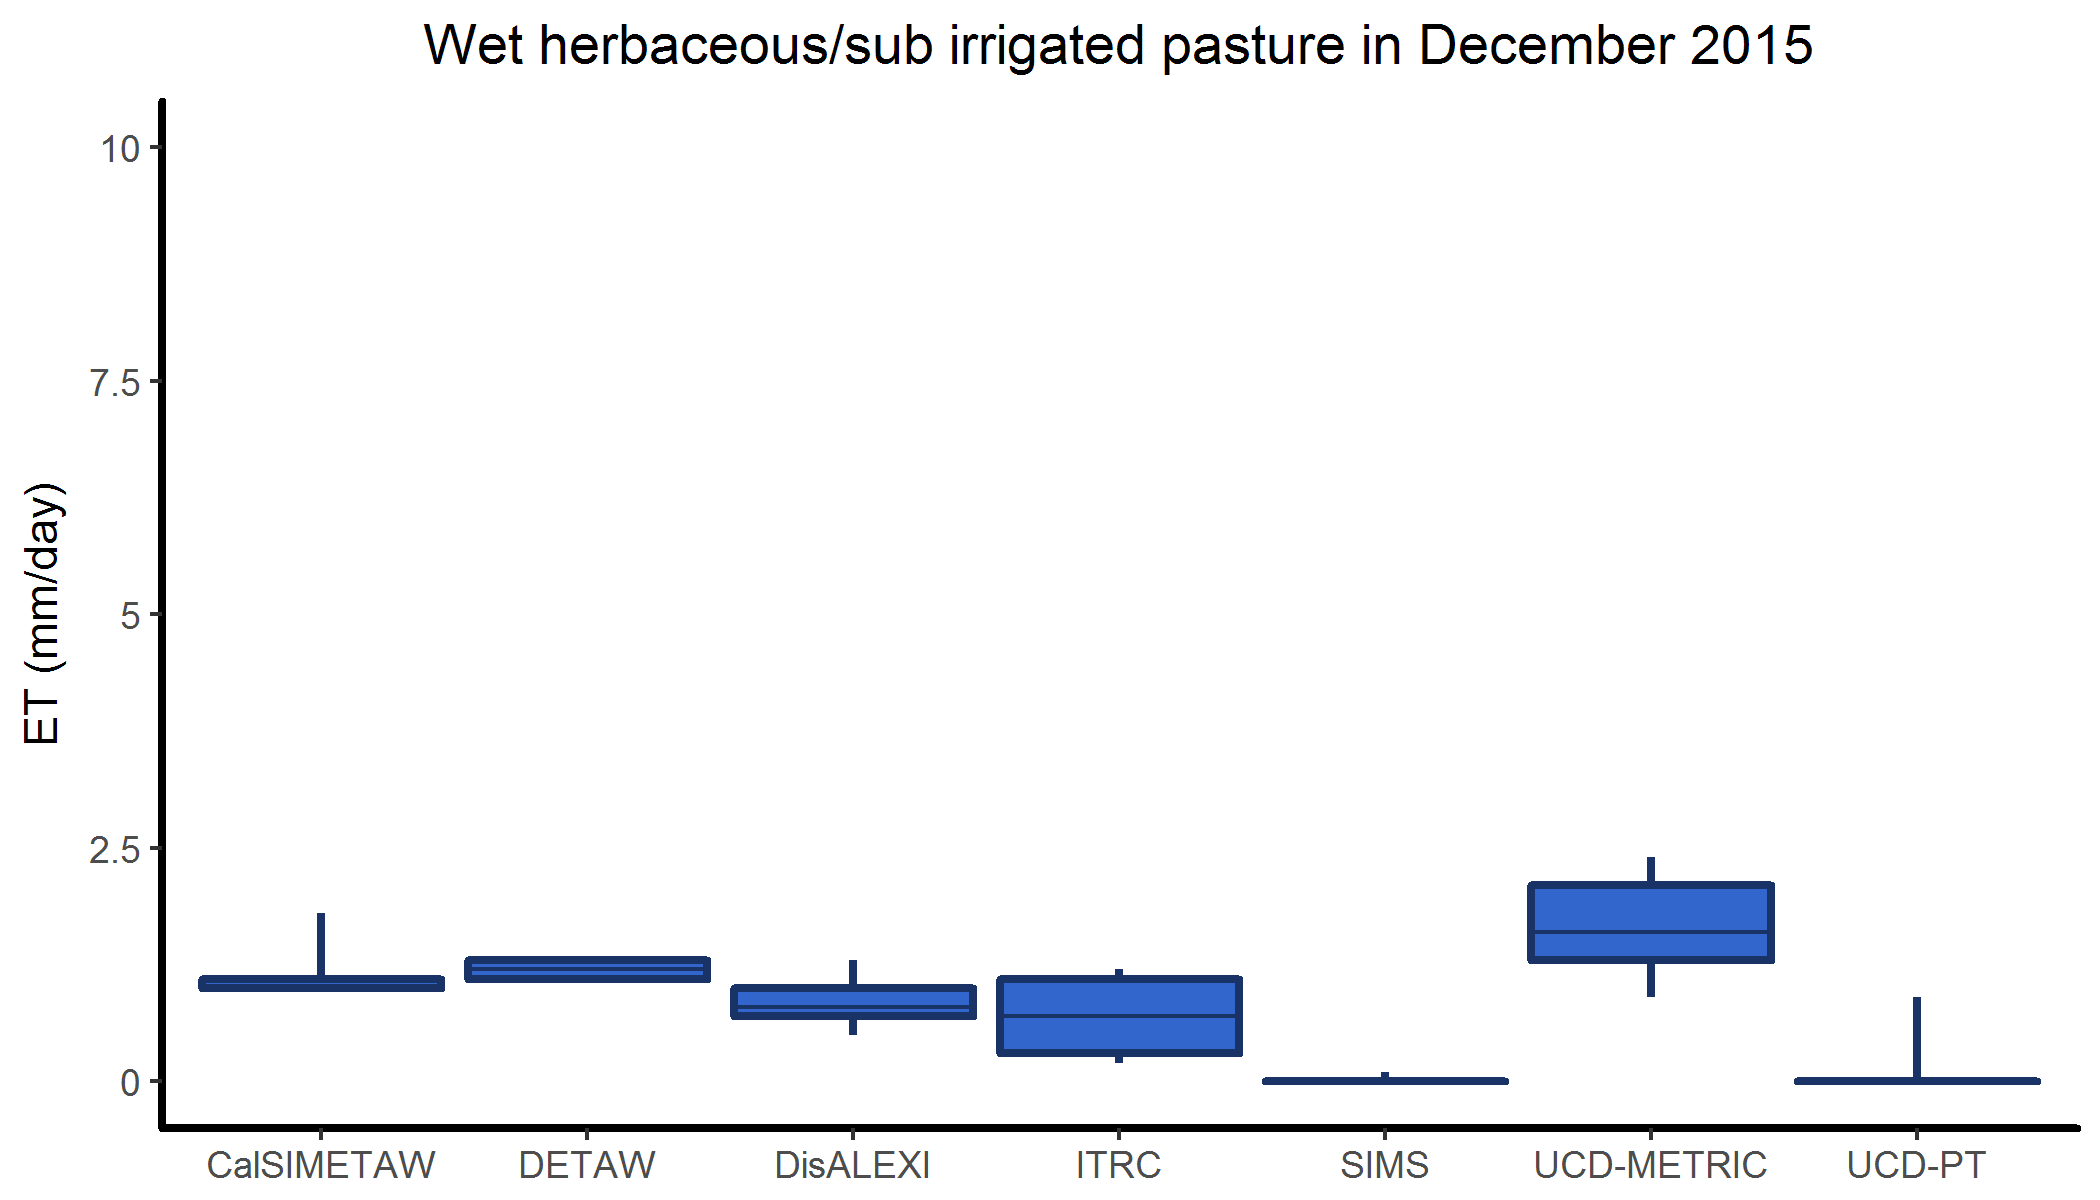 Wet herbaceous/sub irrigated pasture in December 2015
10
7.5
5
2.5
0
ET (mm/day)
CalSIMETAW DETAW DisALEXI ITRC SIMS UCD-METRIC UCD-PT